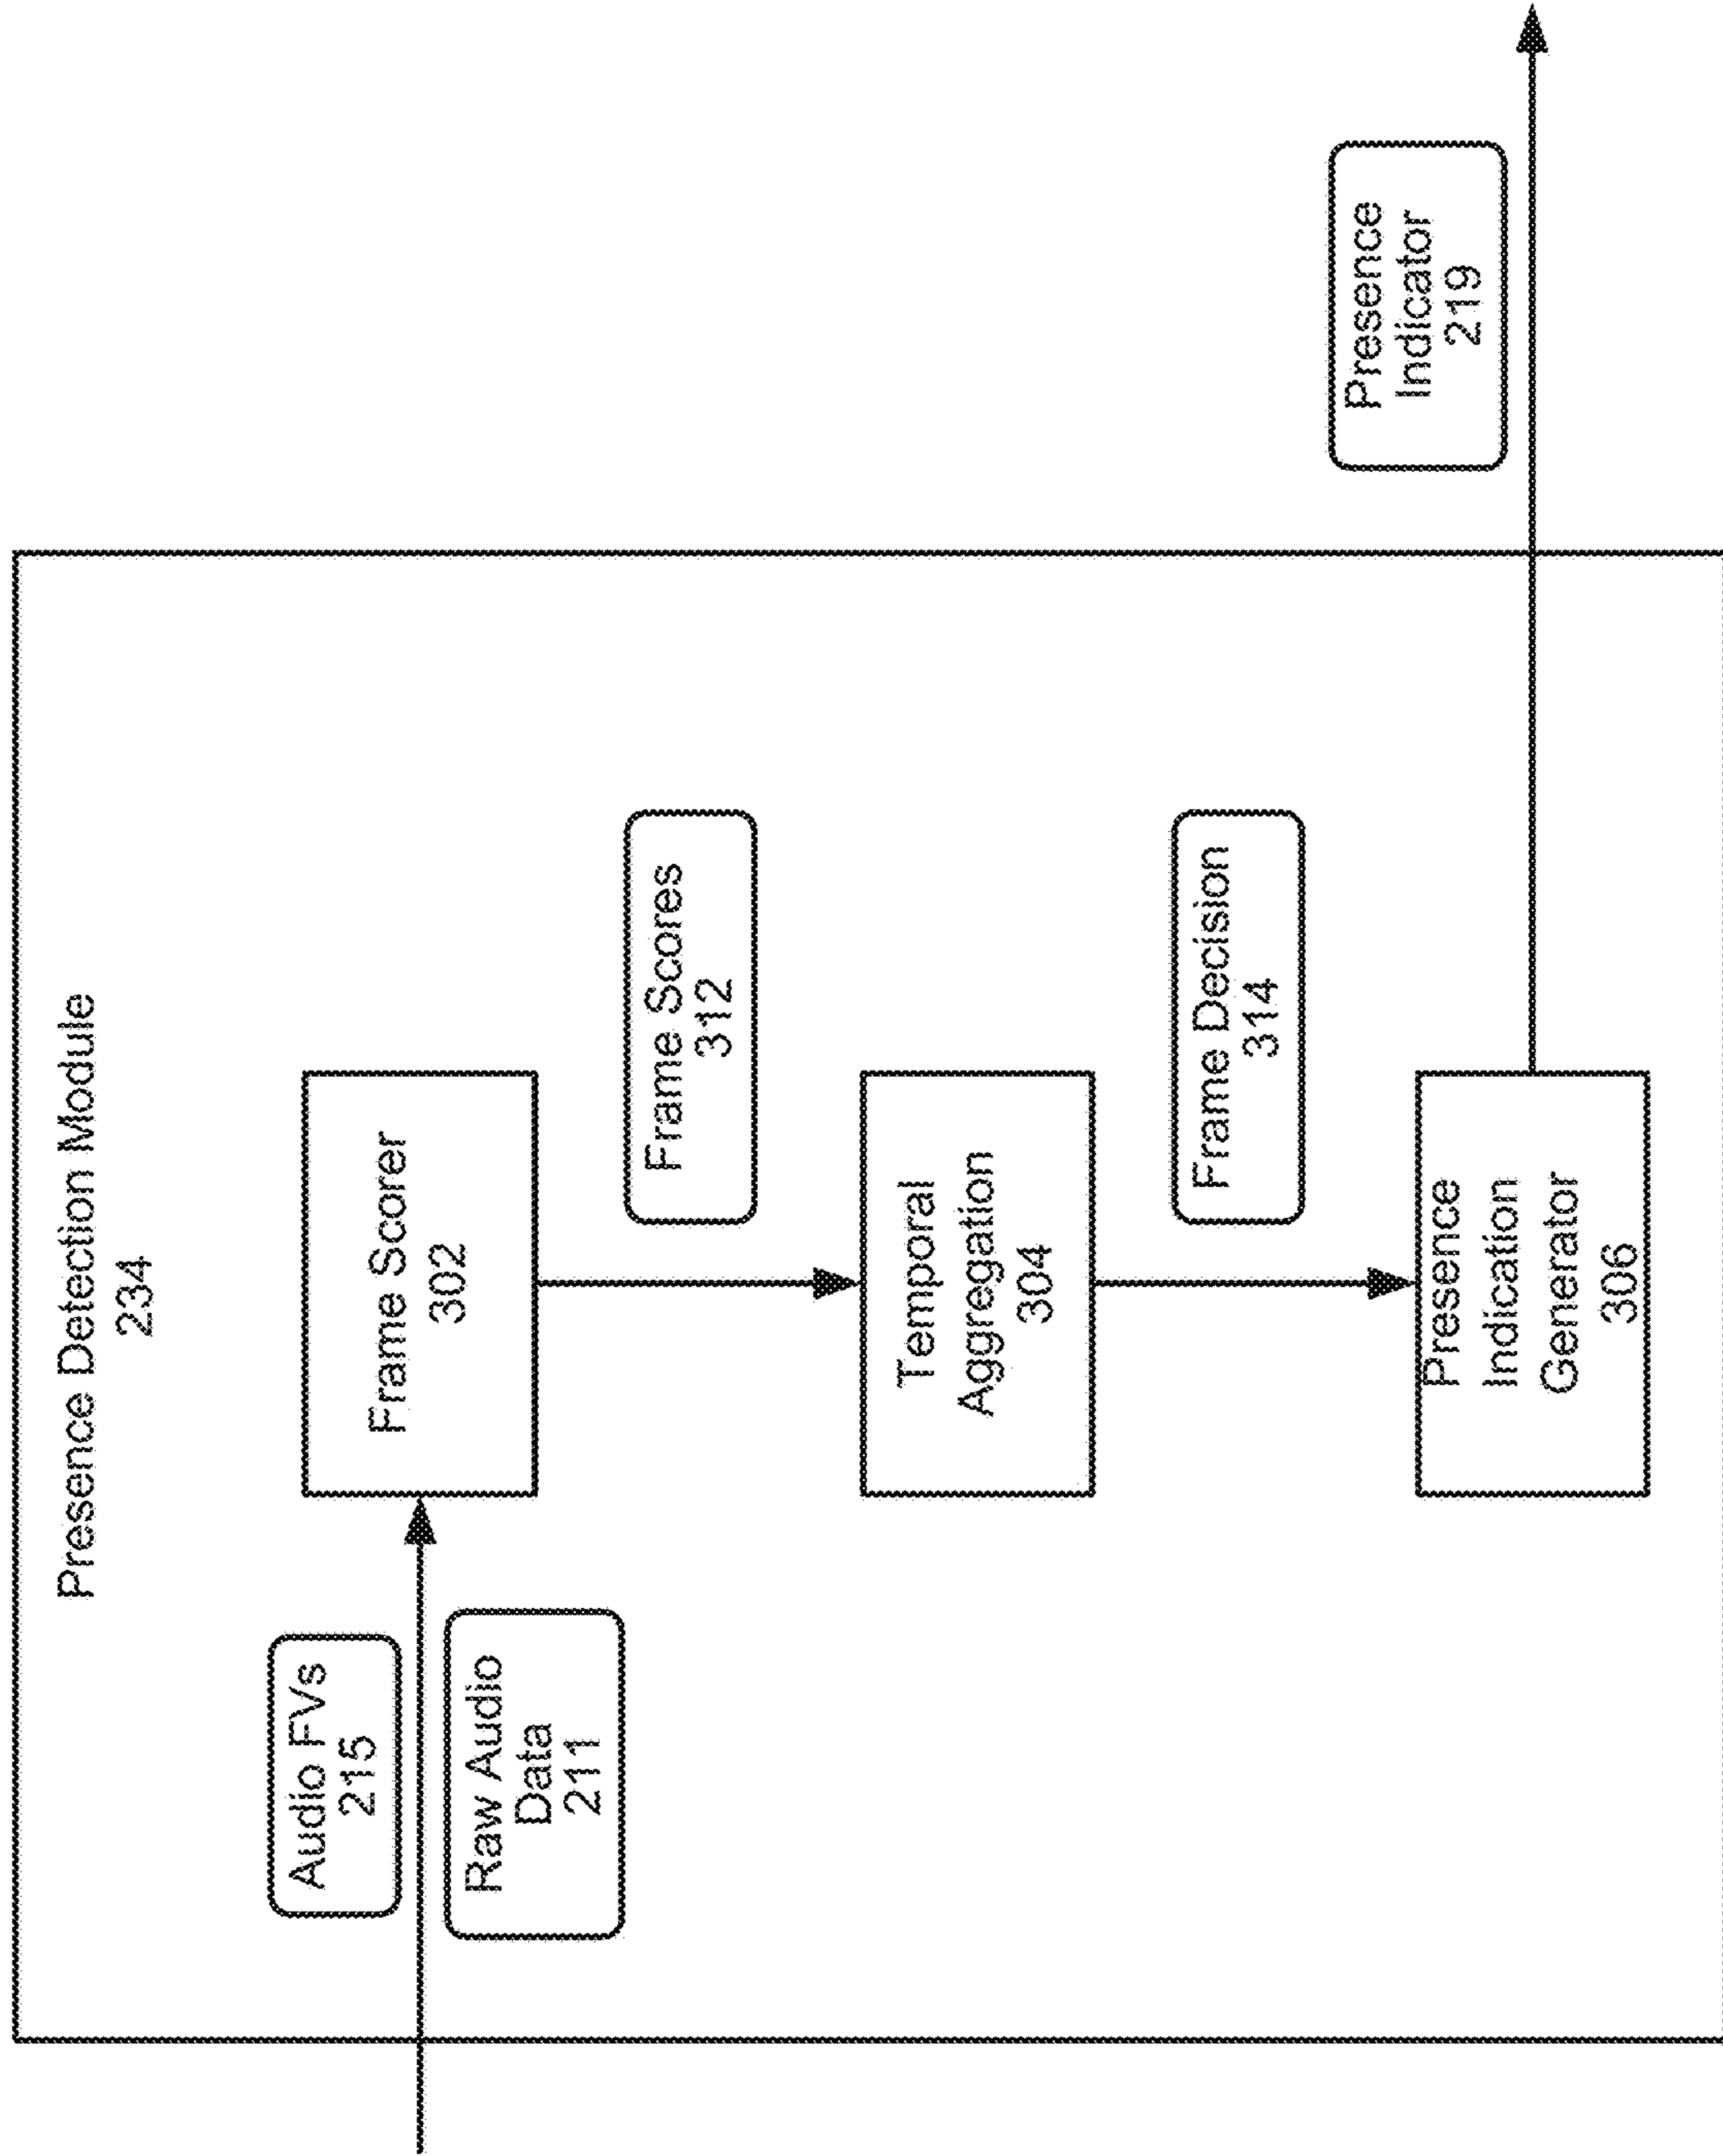 Presence Detection Module
234
Audio FVs
215
Raw Audio
Data
211
Frame Scorer
302
Frame Scores
312
Temporal
Aggregation
304
Frame Decision
314
Presence
Indication
Generator
306
Presence
Indicator
219